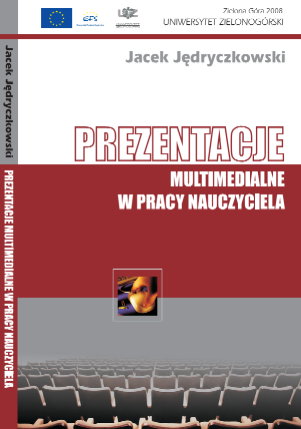 Zielona Góra 2008
UNIWERSYTET ZIELONOGÓRSKI
Jacek Jędryczkowski
PREZENTACJE
MULTIMEDIALNE
W PRACY NAUCZYCIELA
Jacek Jędryczkowski
PREZENTACJE MULTIMEDIALNE W PRACY NAUCZYCIELA